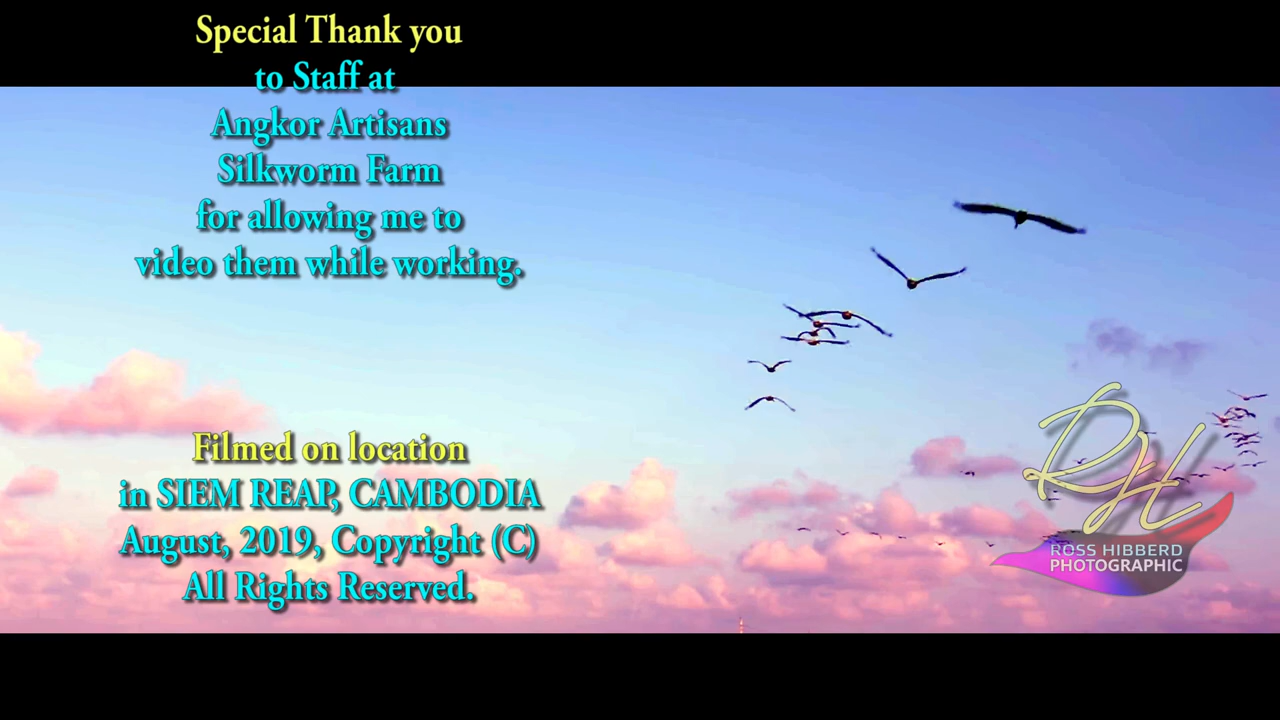 Special Thank you
to Staff at
Angkor Artisans
Silkworm Farm
for allowing me to
video them while working.
Filmed on location
in SIEM REAP, CAMBODIA
August, 2019, Copyright (C)
All Rights Reserved.
RH
ROSS HIBBERD
PHOTOGRAPHIC